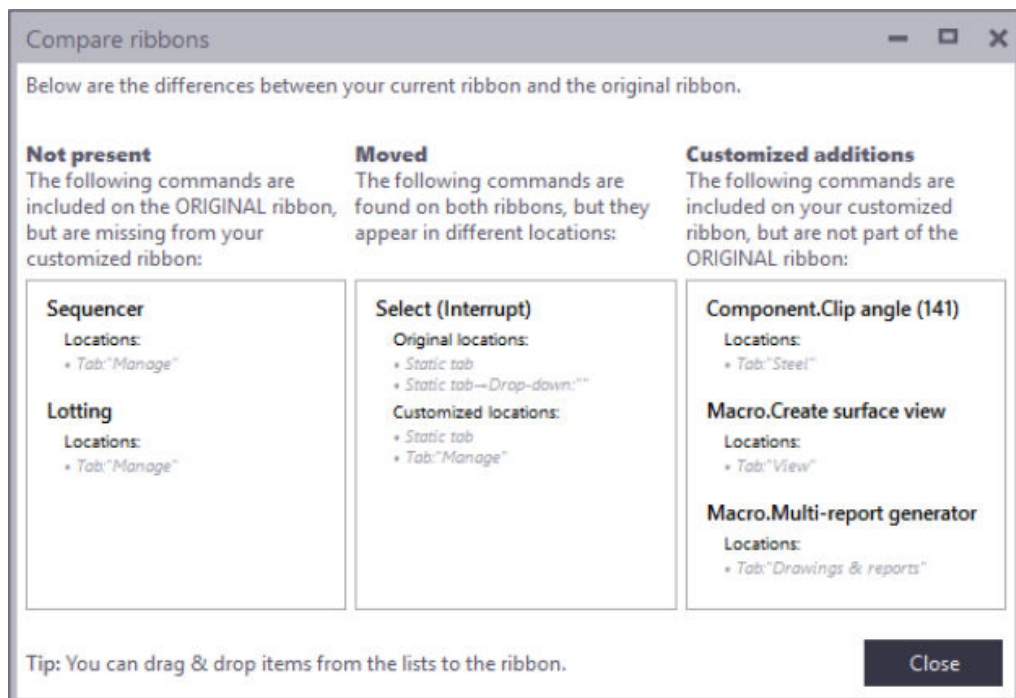 Compare ribbons
Below are the differences between your current ribbon and the original ribbon.
Not present
The following commands are
included on the ORIGINAL ribbon,
but are missing from your
customized ribbon:
Sequencer
Locations:
• Tab:"Manage"
Lotting
Locations:
• Tab:"Manage"
Moved
The following commands are
found on both ribbons, but they
appear in different locations:
Select (Interrupt)
Original locations:
• Static tab
• Static tab→Drop-down:""
Customized locations:
• Static tab
• Tab:"Manage"
Customized additions
The following commands are
included on your customized
ribbon, but are not part of the
ORIGINAL ribbon:
Component.Clip angle (141)
Locations:
• Tab:"Steel"
Macro.Create surface view
Locations:
• Tab:"View"
Macro.Multi-report generator
Locations:
• Tab:"Drawings & reports"
Tip: You can drag & drop items from the lists to the ribbon.
Close